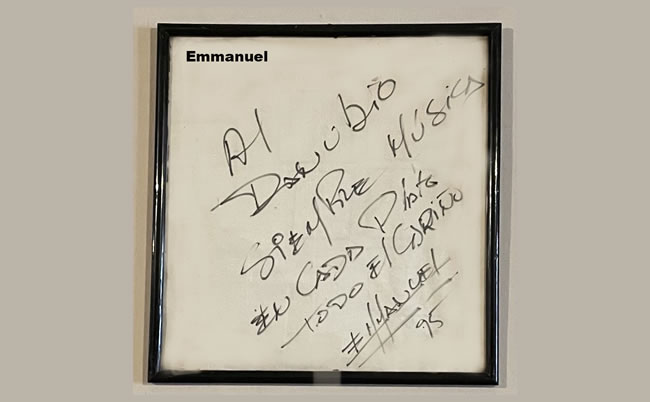 Emmanuel
Al
Danubio
SiEMPRE MÚSiCA
EN CADA Plato
TODO El CARiÑO
EMMANUEL
95